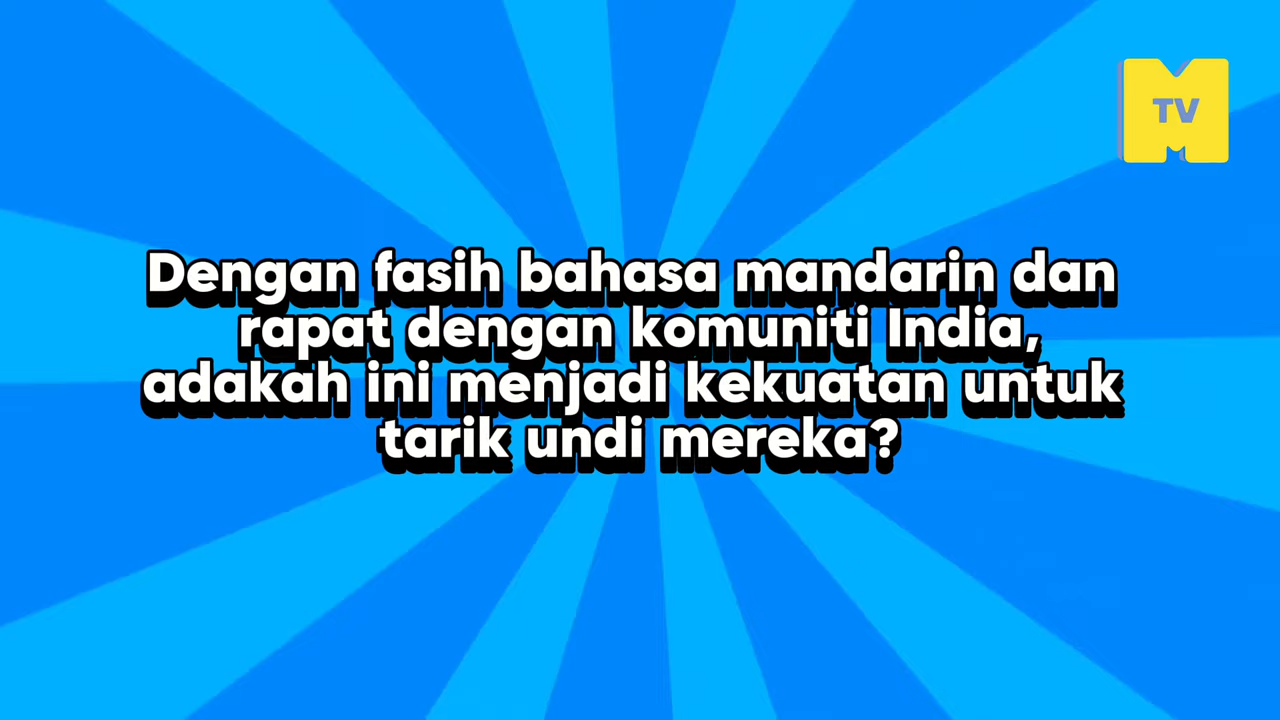 TV
Dengan fasih bahasa mandarin dan
rapat dengan komuniti India,
adakah ini menjadi kekuatan untuk
tarik undi mereka?